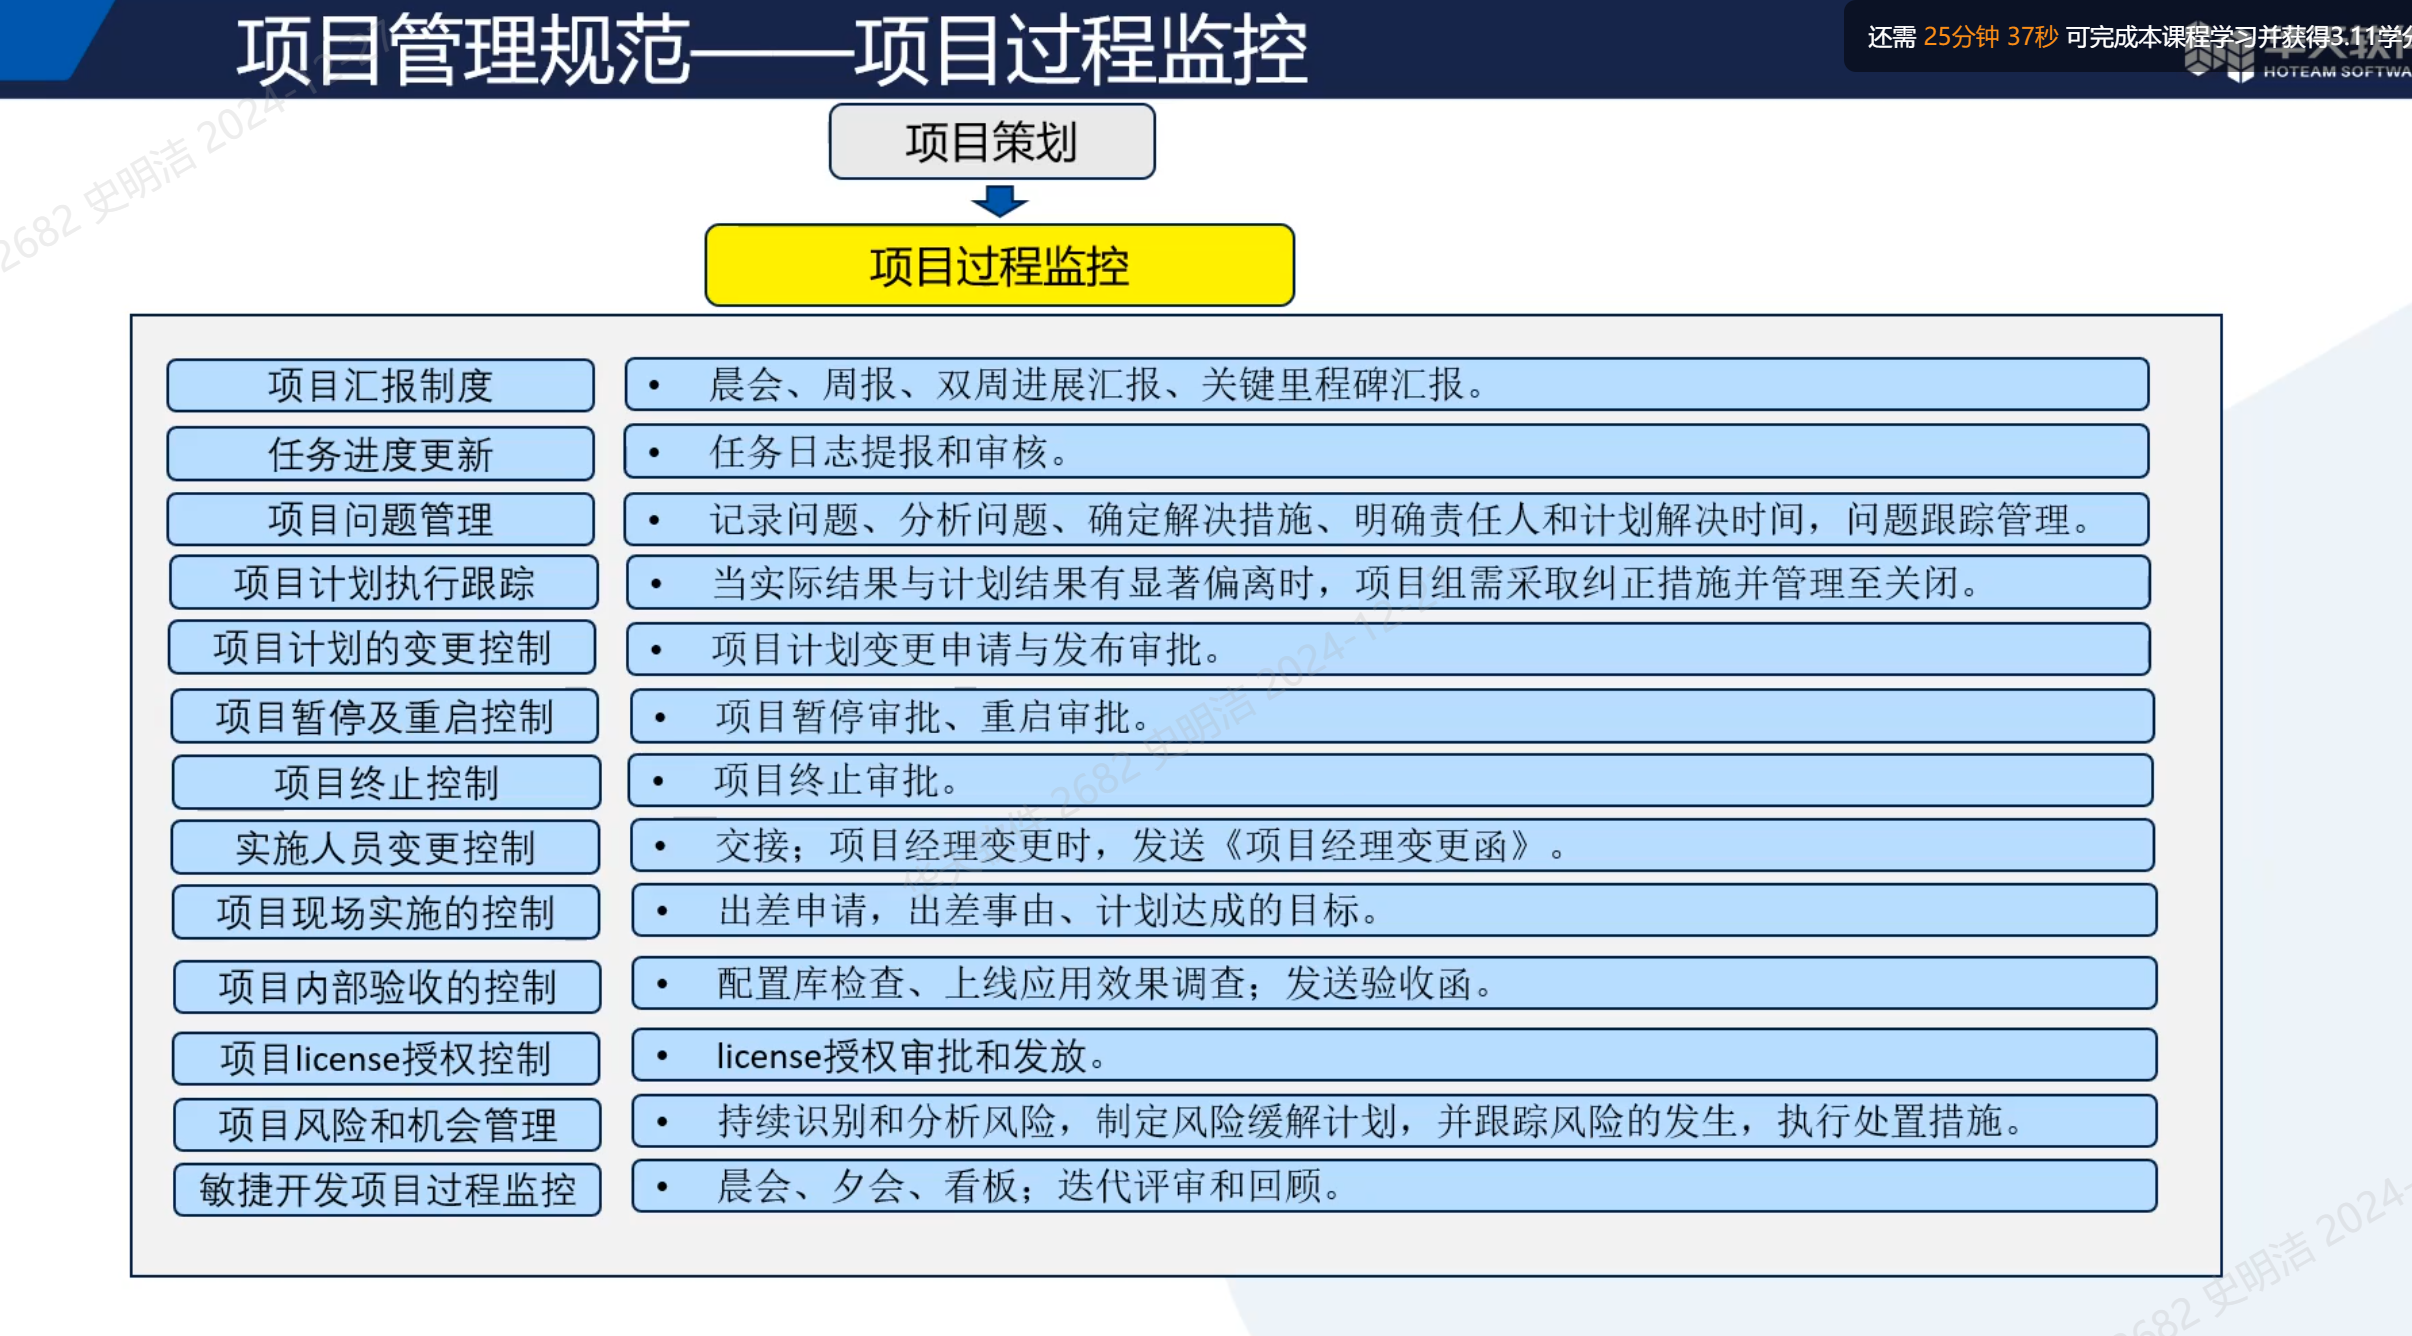 项目管理规范——项目过程监控
还需 25分钟 37秒 可完成本课程学习并获得3.11学分
HOTEAM SOFTWA
项目策划
项目过程监控
项目汇报制度
• 晨会、周报、双周进展汇报、关键里程碑汇报。
任务进度更新
• 任务日志提报和审核。
项目问题管理
• 记录问题、分析问题、确定解决措施、明确责任人和计划解决时间，问题跟踪管理。
项目计划执行跟踪
• 当实际结果与计划结果有显著偏离时，项目组需采取纠正措施并管理至关闭。
项目计划的变更控制
• 项目计划变更申请与发布审批。
项目暂停及重启控制
• 项目暂停审批、重启审批。
项目终止控制
• 项目终止审批。
实施人员变更控制
• 交接；项目经理变更时，发送《项目经理变更函》。
项目现场实施的控制
• 出差申请，出差事由、计划达成的目标。
项目内部验收的控制
• 配置库检查、上线应用效果调查；发送验收函。
项目license授权控制
• license授权审批和发放。
项目风险和机会管理
• 持续识别和分析风险，制定风险缓解计划，并跟踪风险的发生，执行处置措施。
敏捷开发项目过程监控
• 晨会、夕会、看板；迭代评审和回顾。
2682 史明洁 2024-12-2
2682 史明洁 2024-12-2
682 史明洁 2024-